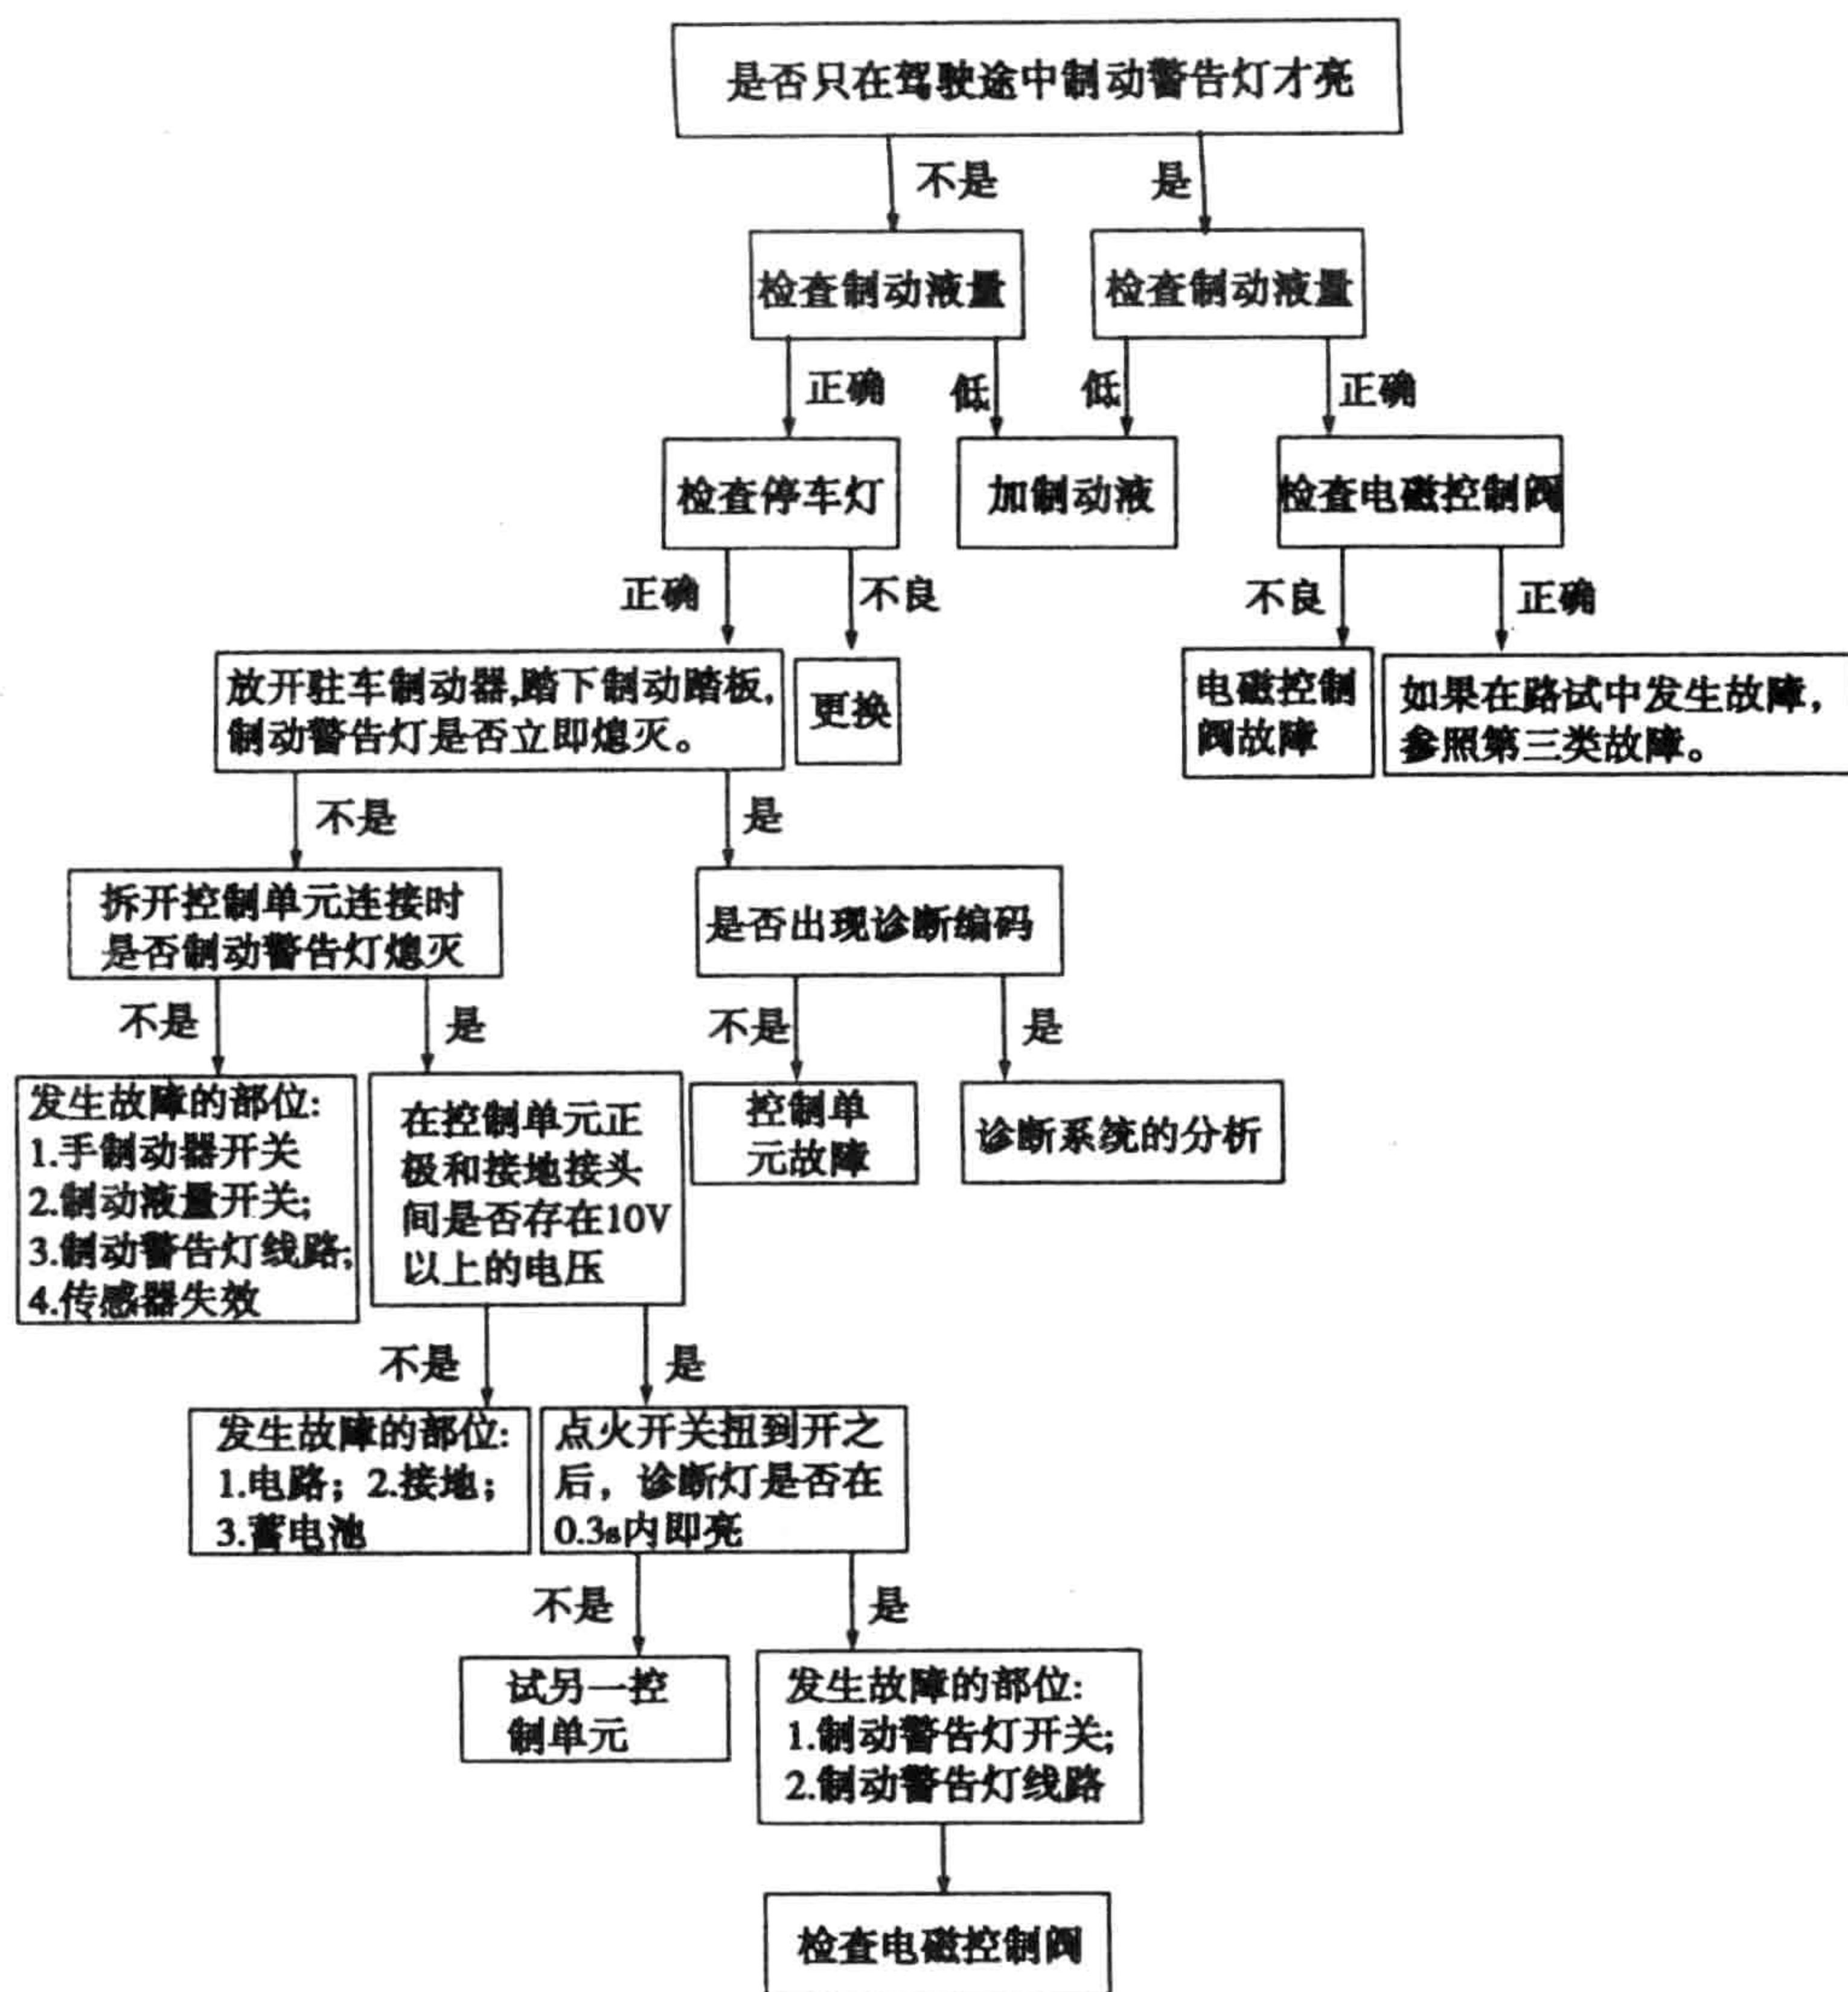 是否只在驾驶途中制动警告灯才亮
不是
是
检查制动液量
检查制动液量
正确
低
低
正确
检查停车灯
加制动液
检查电磁控制阀
正确
不良
不良
正确
放开驻车制动器,踏下制动踏板,
制动警告灯是否立即熄灭。
更换
电磁控制
阀故障
如果在路试中发生故障，
参照第三类故障。
不是
是
拆开控制单元连接时
是否制动警告灯熄灭
是否出现诊断编码
不是
是
不是
是
发生故障的部位:
1.手制动器开关
2.制动液量开关;
3.制动警告灯线路;
4.传感器失效
在控制单元正
极和接地接头
间是否存在10V
以上的电压
控制单
元故障
诊断系统的分析
不是
是
发生故障的部位:
1.电路；2.接地；
3.蓄电池
点火开关扭到开之
后，诊断灯是否在
0.3s内即亮
不是
是
试另一控
制单元
发生故障的部位:
1.制动警告灯开关;
2.制动警告灯线路
检查电磁控制阀